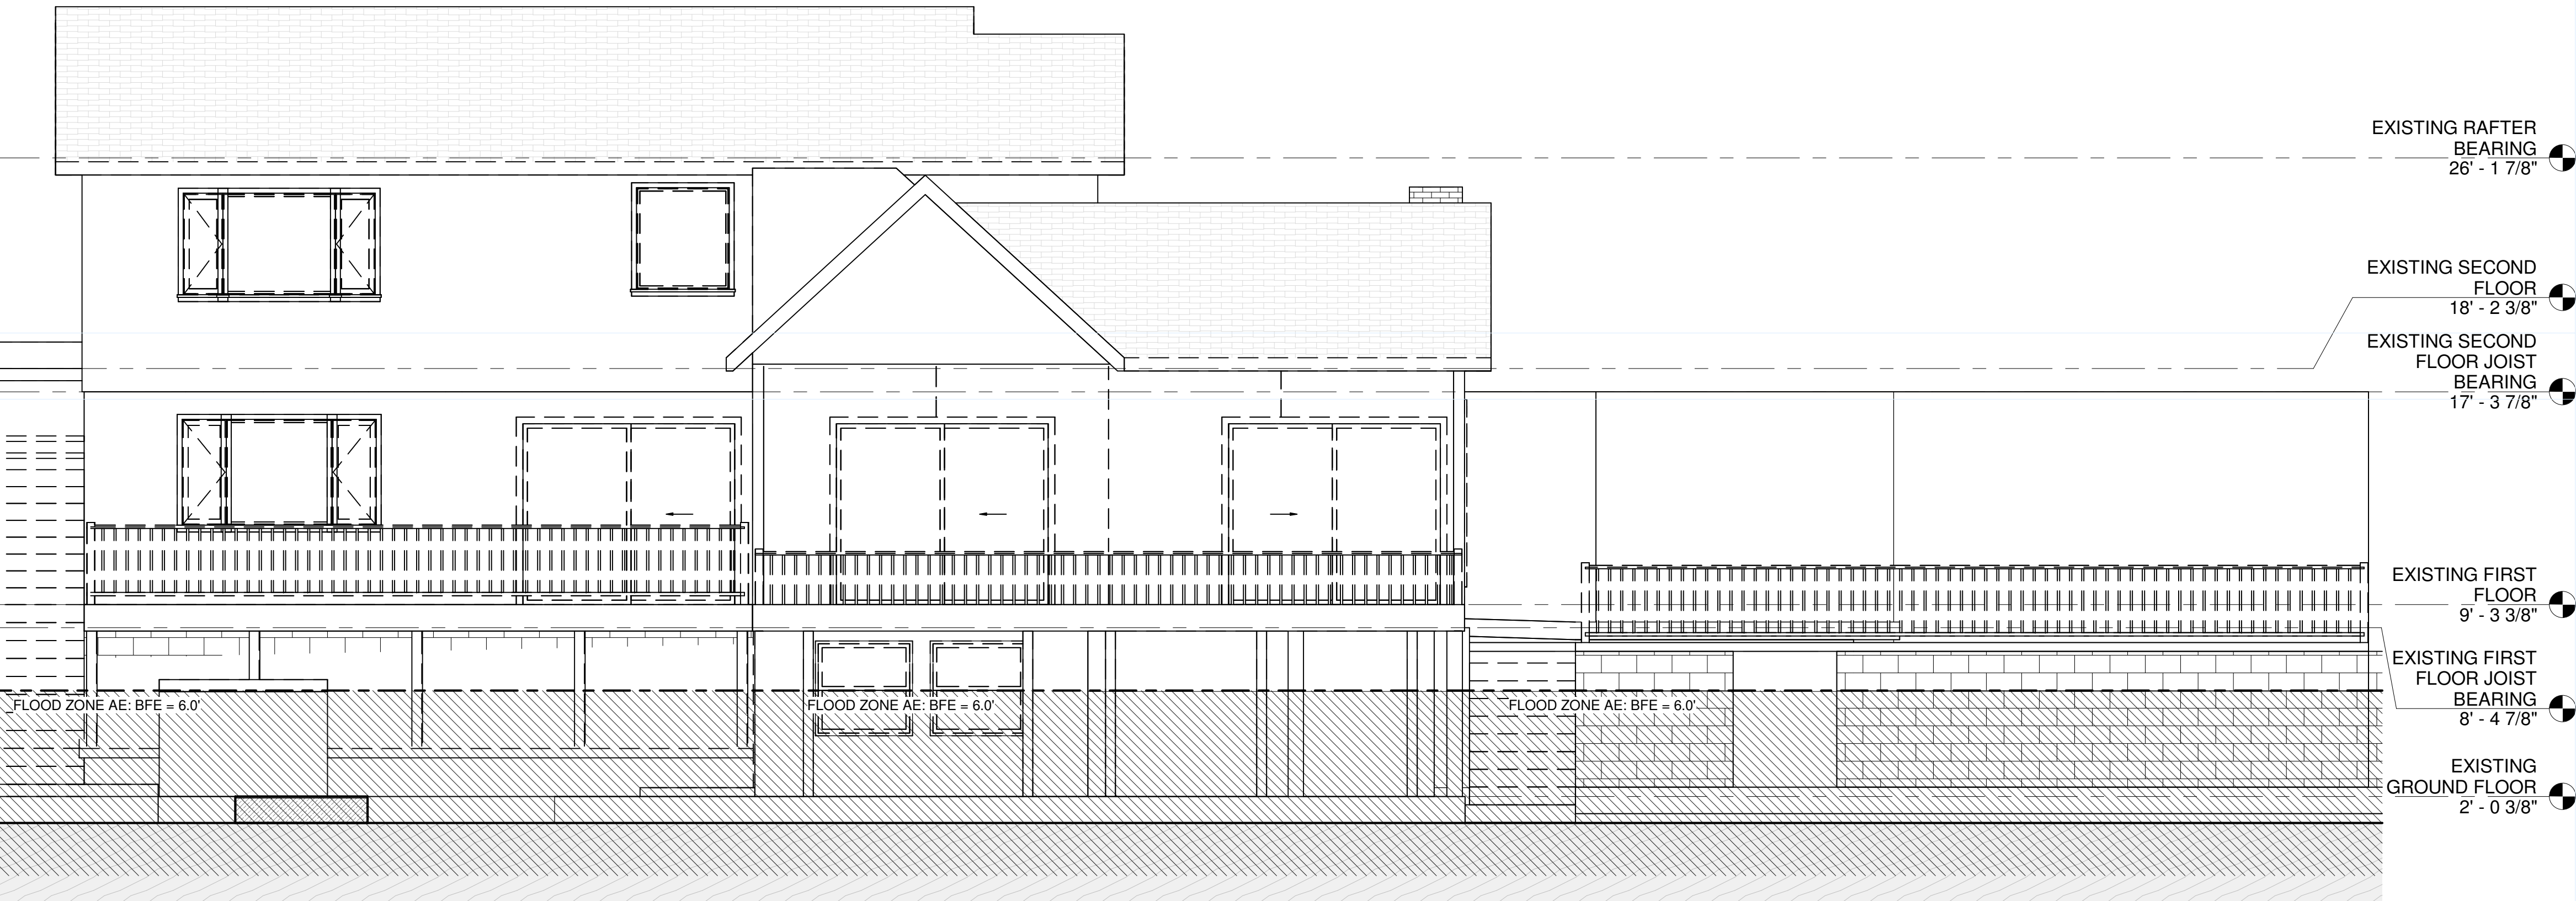 EXISTING RAFTER
BEARING
26' - 1 7/8"
EXISTING SECOND
FLOOR
18' - 2 3/8"
EXISTING SECOND
FLOOR JOIST
BEARING
17' - 3 7/8"
EXISTING FIRST
FLOOR
9' - 3 3/8"
EXISTING FIRST
FLOOR JOIST
BEARING
8' - 4 7/8"
FLOOD ZONE AE: BFE = 6.0'
FLOOD ZONE AE: BFE = 6.0'
FLOOD ZONE AE: BFE = 6.0'
EXISTING
GROUND FLOOR
2' - 0 3/8"